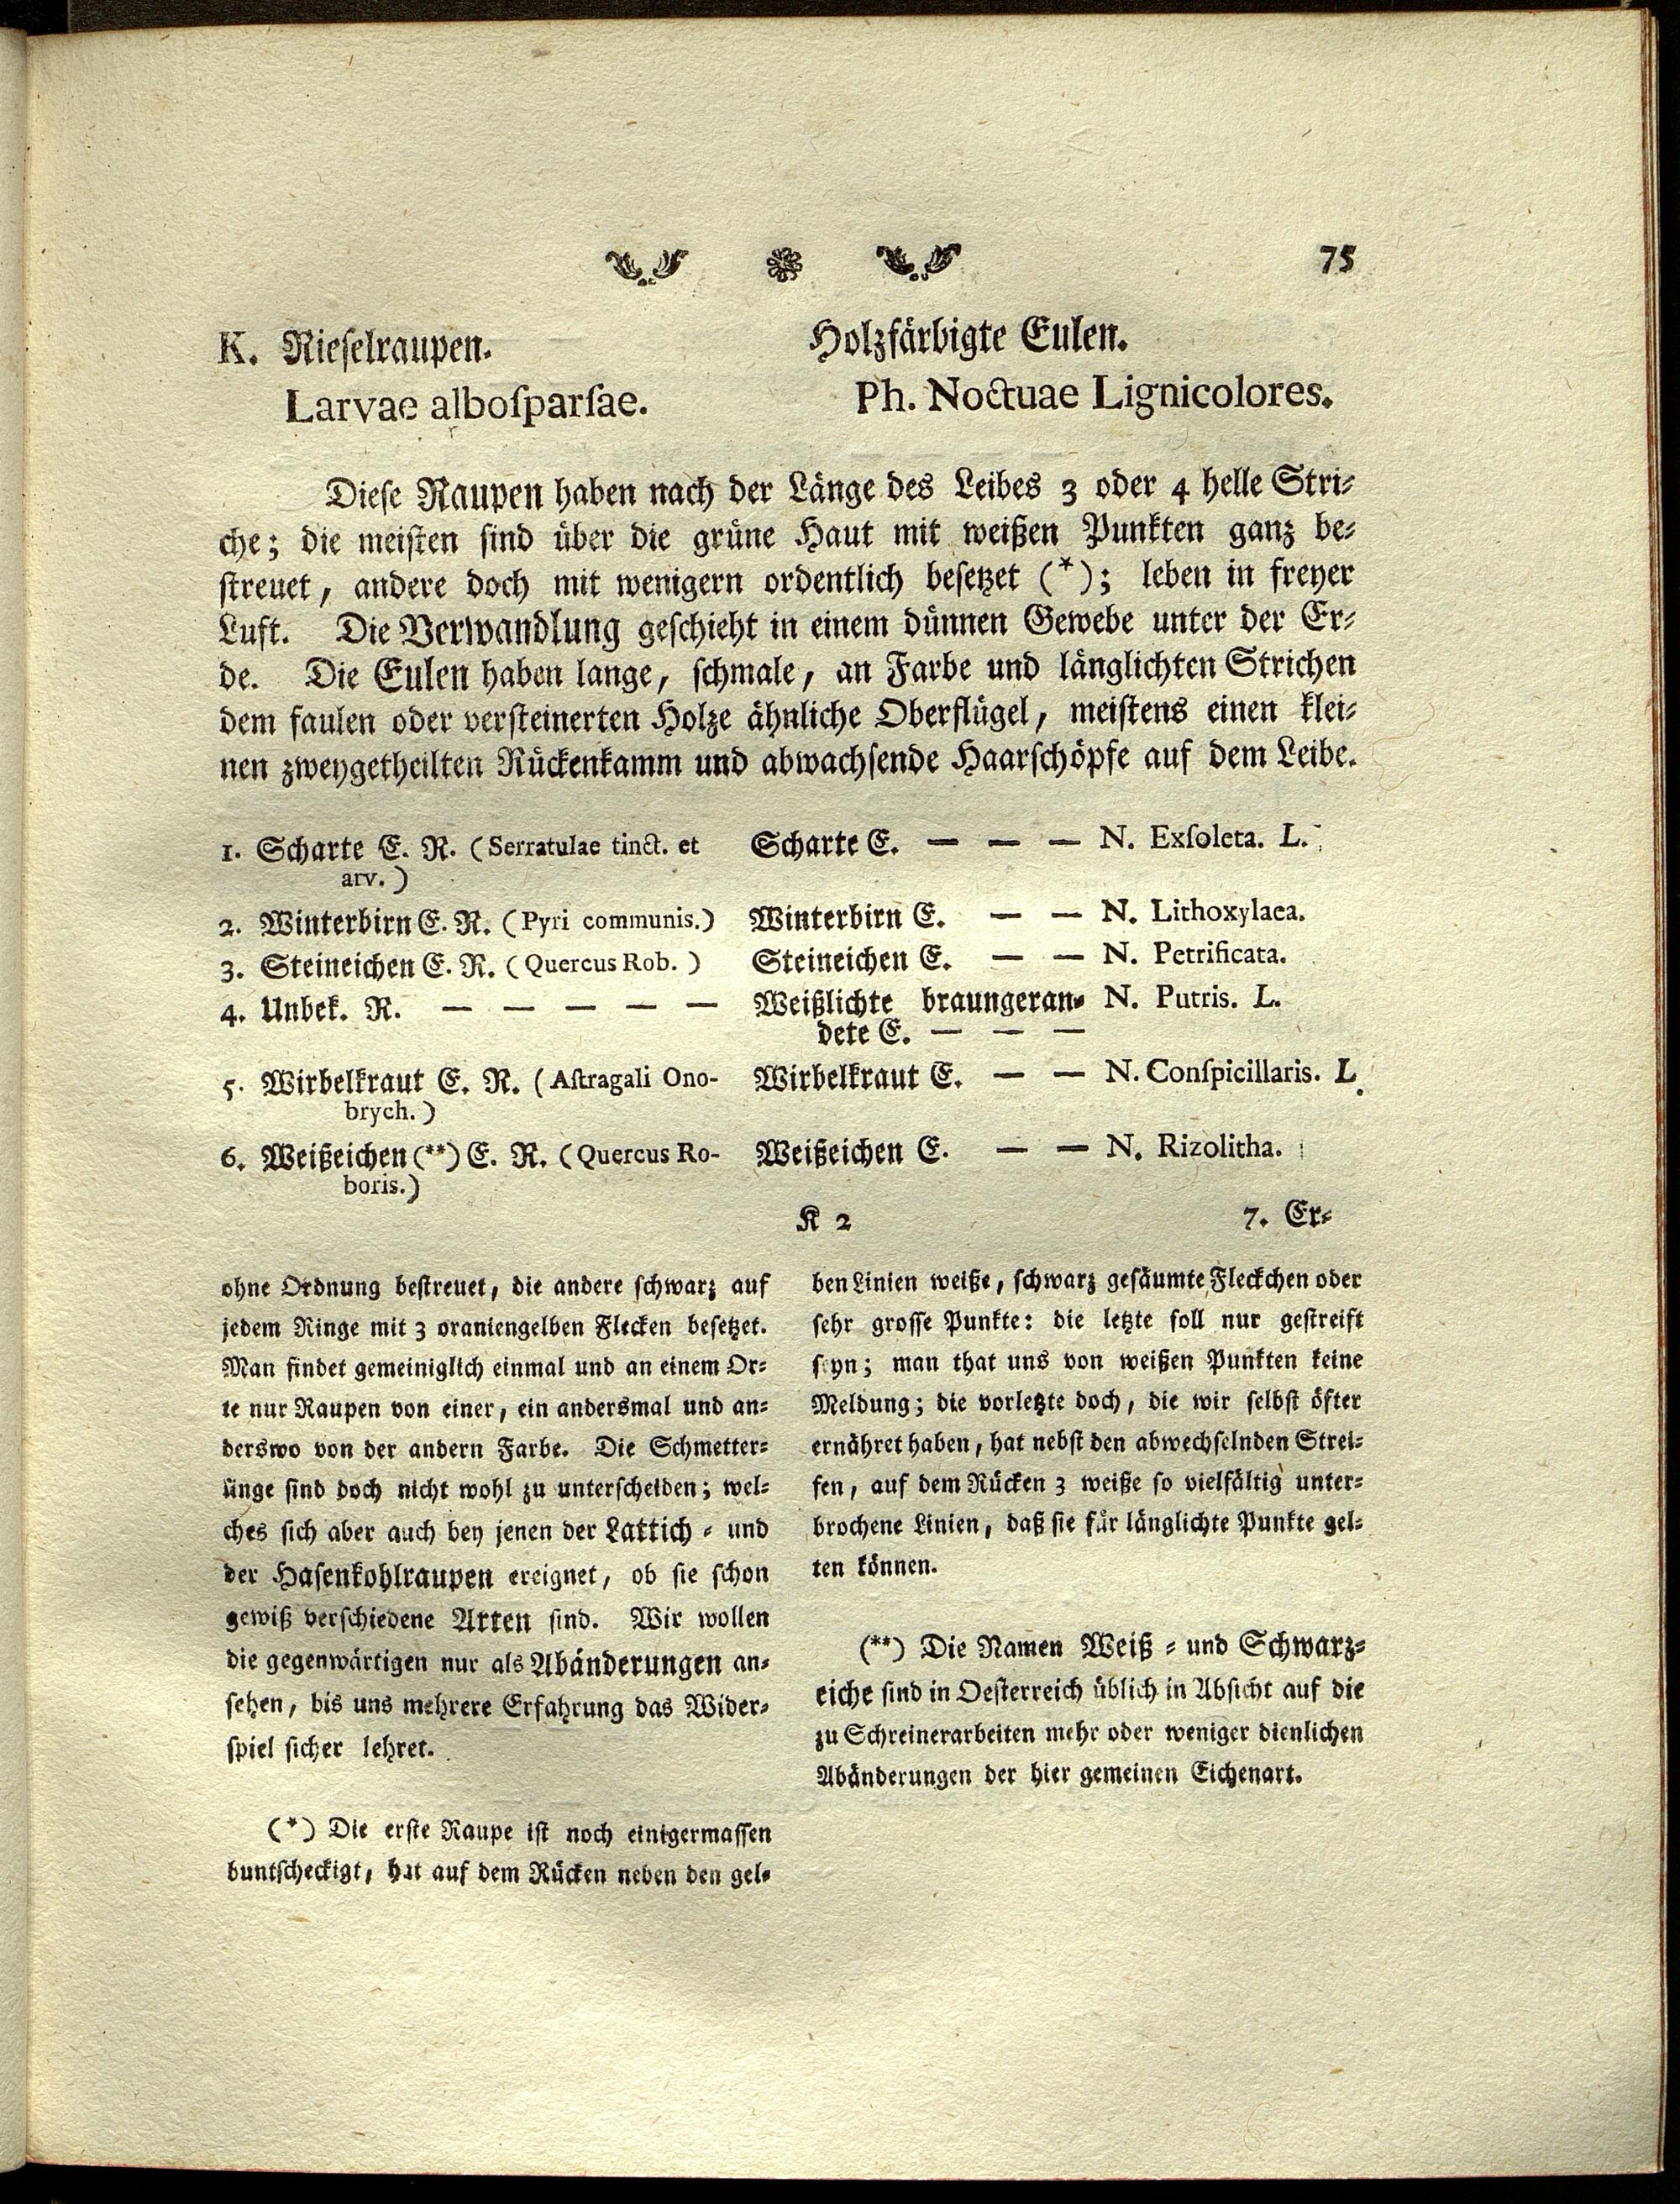 75
K. Rieselraupen.
Larvae albosparsae.
Holzfärbigte Eulen.
Ph. Noctuae Lignicolores.
Diese Raupen haben nach der Länge des Leibes 3 oder 4 helle Stri-
che; die meisten sind über die grüne Haut mit weißen Punkten ganz be-
streuet, andere doch mit wenigern ordentlich besetzet (*); leben in freyer
Luft. Die Verwandlung geschieht in einem dünnen Gewebe unter der Er-
de. Die Eulen haben lange, schmale, an Farbe und länglichten Strichen
dem faulen oder versteinerten Holze ähnliche Oberflügel, meistens einen klei-
nen zweygetheilten Rückenkamm und abwachsende Haarschöpfe auf dem Leibe.
1. Scharte E. R. (Serratulae tinct. et Scharte E. — — — N. Exsoleta. L.
arv.)
2. Winterbirn E. R. (Pyri communis.) Winterbirn E. — — N. Lithoxylaea.
3. Steineichen E. R. (Quercus Rob.) Steineichen E. — — N. Petrificata.
4. Unbek. R. — — — — — Weißlichte braungeran- N. Putris. L.
dete E. — — —
5. Wirbelkraut E. R. (Astragali Ono- Wirbelkraut E. — — N. Conspicillaris. L.
brych.)
6. Weißeichen (**) E. R. (Quercus Ro- Weißeichen E. — — N. Rizolitha.
boris.)
K 2 7. Er-
ohne Ordnung bestreuet, die andere schwarz auf
jedem Ringe mit 3 oraniengelben Flecken besetzet.
Man findet gemeiniglich einmal und an einem Or-
te nur Raupen von einer, ein andersmal und an-
derswo von der andern Farbe. Die Schmetter-
linge sind doch nicht wohl zu unterscheiden; wel-
ches sich aber auch bey jenen der Lattich- und
der Hasenkohlraupen ereignet, ob sie schon
gewiß verschiedene Arten sind. Wir wollen
die gegenwärtigen nur als Abänderungen an-
sehen, bis uns mehrere Erfahrung das Wider-
spiel sicher lehret.
(*) Die erste Raupe ist noch einigermassen
buntscheckigt, hat auf dem Rücken neben den gel-
ben Linien weiße, schwarz gesäumte Fleckchen oder
sehr grosse Punkte: die letzte soll nur gestreift
seyn; man that uns von weißen Punkten keine
Meldung; die vorletzte doch, die wir selbst öfter
ernähret haben, hat nebst den abwechselnden Strei-
fen, auf dem Rücken 3 weiße so vielfältig unter-
brochene Linien, daß sie für länglichte Punkte gel-
ten können.
(**) Die Namen Weiß- und Schwarz-
eiche sind in Oesterreich üblich in Absicht auf die
zu Schreinerarbeiten mehr oder weniger dienlichen
Abänderungen der hier gemeinen Eichenart.